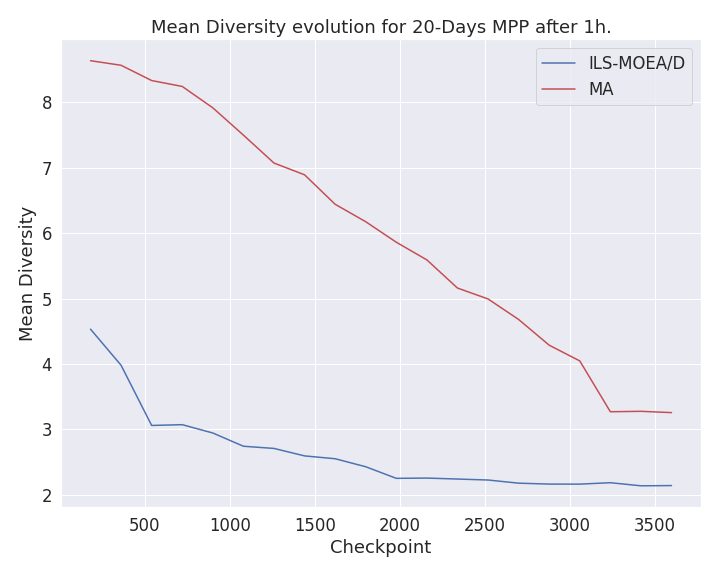 Mean Diversity evolution for 20-Days MPP after 1h.
ILS-MOEA/D
MA
8
7
6
5
4
3
2
Mean Diversity
500 1000 1500 2000 2500 3000 3500
Checkpoint